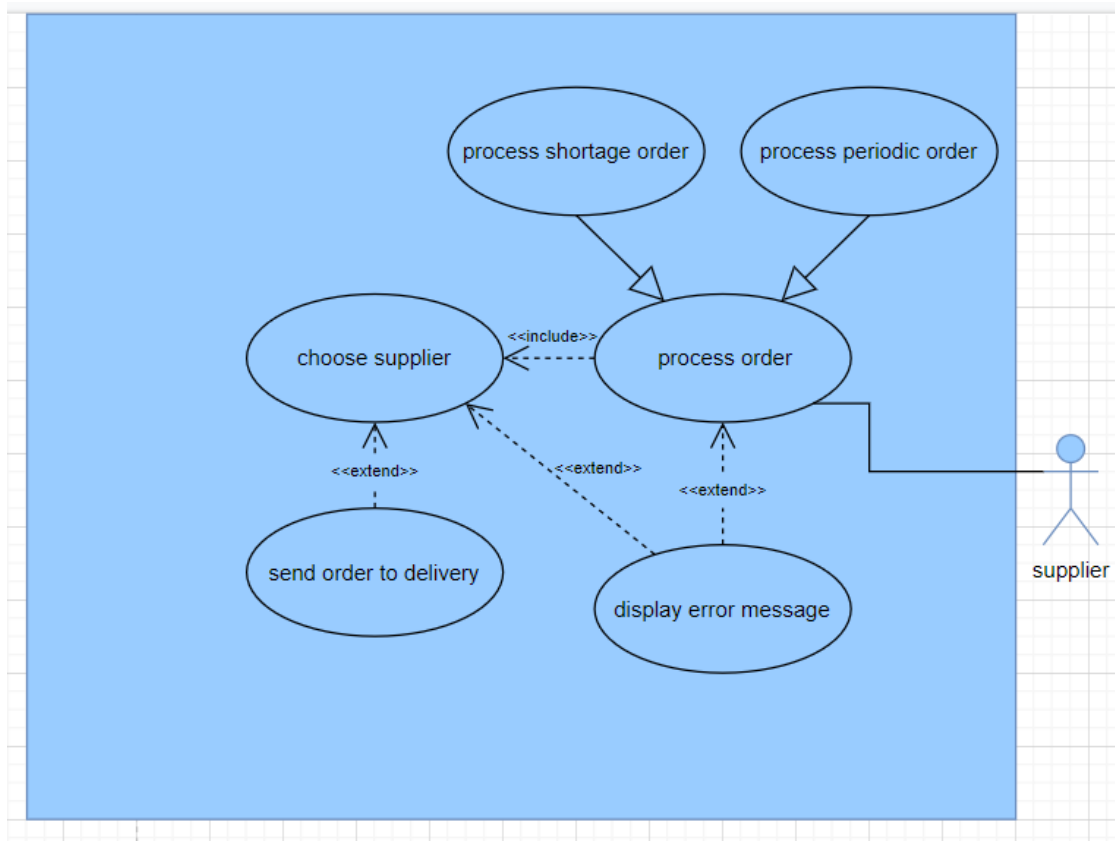 process shortage order
process periodic order
choose supplier
<<include>>
process order
<<extend>>
<<extend>>
<<extend>>
send order to delivery
display error message
supplier